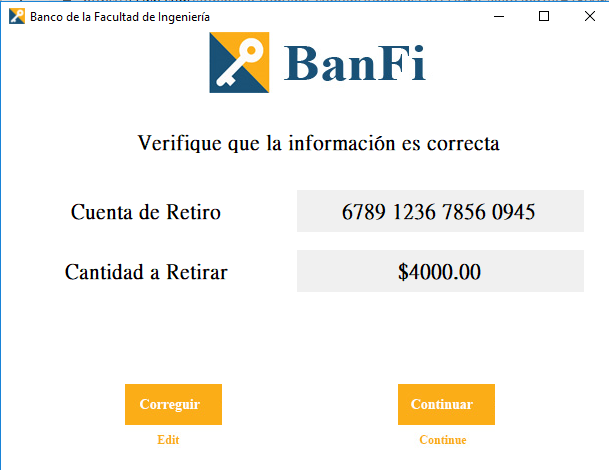 Banco de la Facultad de Ingeniería
BanFi
Verifique que la información es correcta
Cuenta de Retiro 6789 1236 7856 0945
Cantidad a Retirar $4000.00
Correguir Continuar
Edit Continue